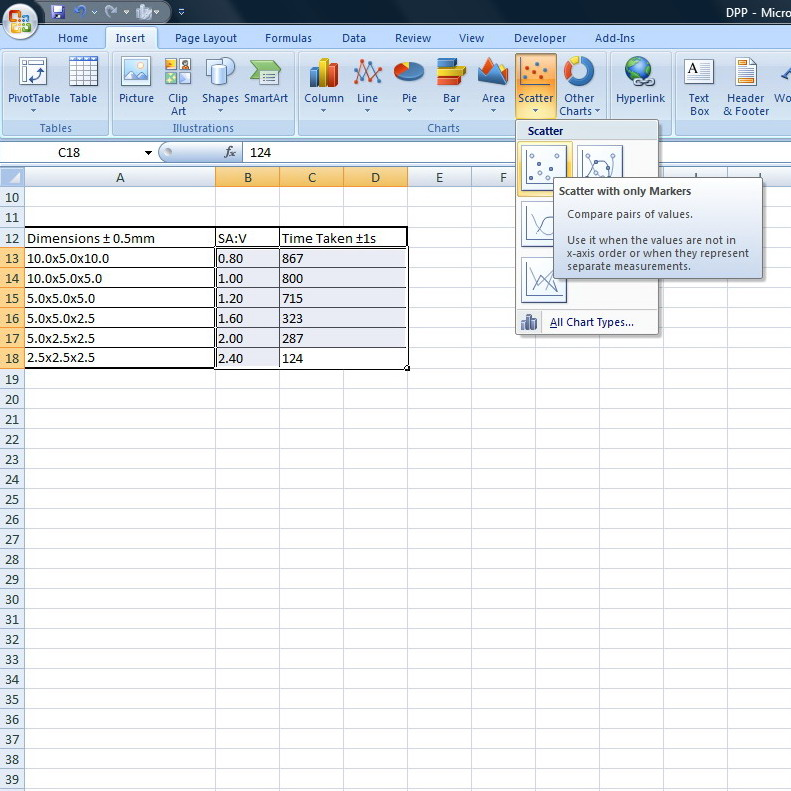 DPP - Micro
Home Insert Page Layout Formulas Data Review View Developer Add-Ins
PivotTable Table Picture Clip Art Shapes SmartArt Column Line Pie Bar Area Scatter Other Charts Hyperlink Text Box Header & Footer Wo
Tables Illustrations Charts
Scatter
C18 fx 124
Scatter with only Markers
Compare pairs of values.
Use it when the values are not in
x-axis order or when they represent
separate measurements.
All Chart Types...
A B C D E F
10
11
12 Dimensions ± 0.5mm SA:V Time Taken ±1s
13 10.0x5.0x10.0 0.80 867
14 10.0x5.0x5.0 1.00 800
15 5.0x5.0x5.0 1.20 715
16 5.0x5.0x2.5 1.60 323
17 5.0x2.5x2.5 2.00 287
18 2.5x2.5x2.5 2.40 124
19
20
21
22
23
24
25
26
27
28
29
30
31
32
33
34
35
36
37
38
39